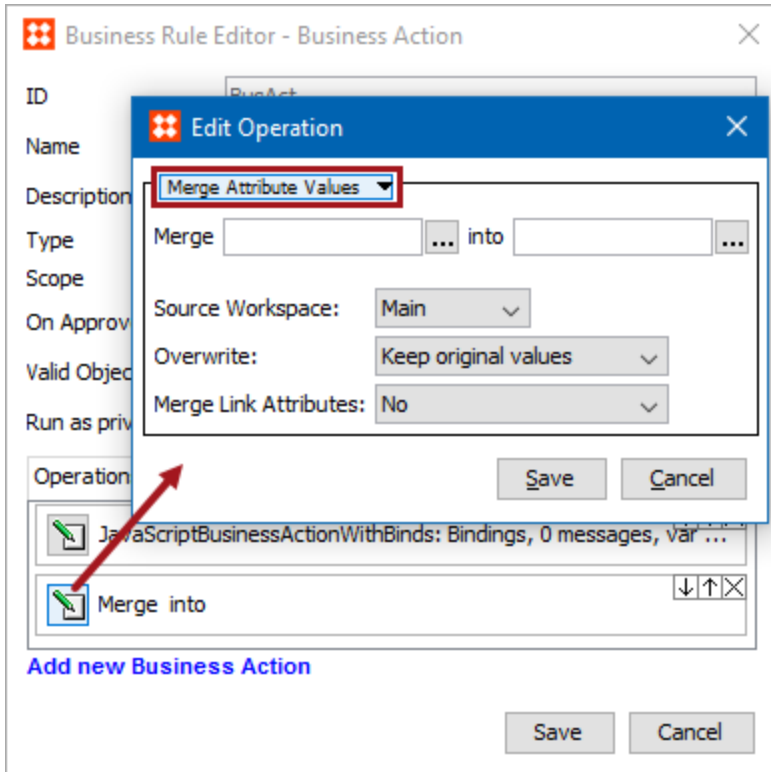 Business Rule Editor - Business Action
ID
Edit Operation
Name
Merge Attribute Values
Description
Merge ... into ...
Type
Source Workspace: Main
Scope
On Approv
Overwrite: Keep original values
Valid Objec
Merge Link Attributes: No
Run as priv
Operation
Save Cancel
JavaScriptBusinessActionWithBinds: Bindings, 0 messages, var ...
Merge into
Add new Business Action
Save Cancel